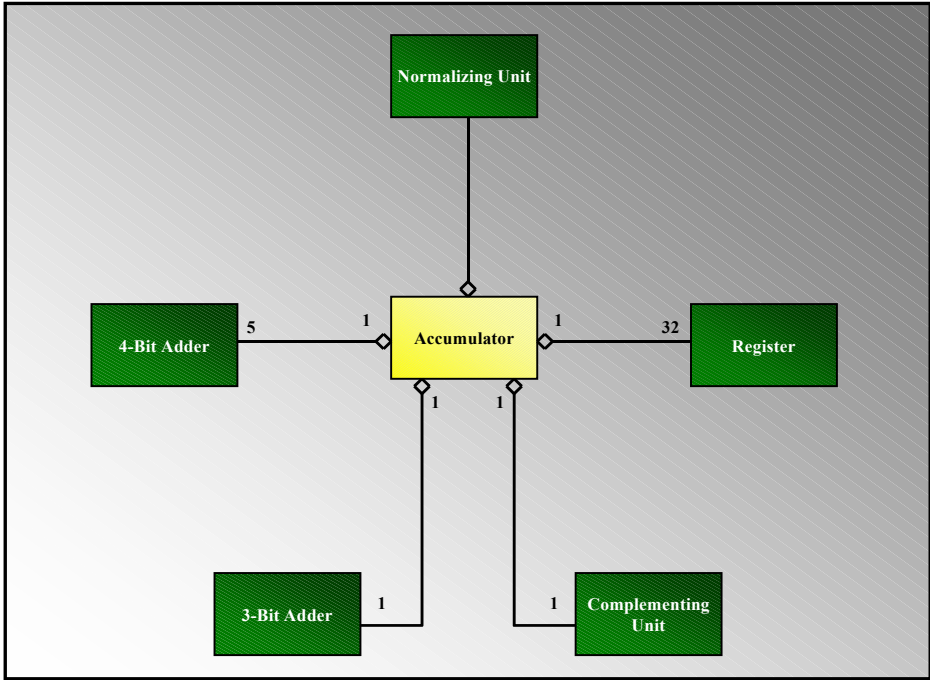 Normalizing Unit
5
1
1
32
4-Bit Adder
Accumulator
Register
1
1
3-Bit Adder
1
1
Complementing
Unit